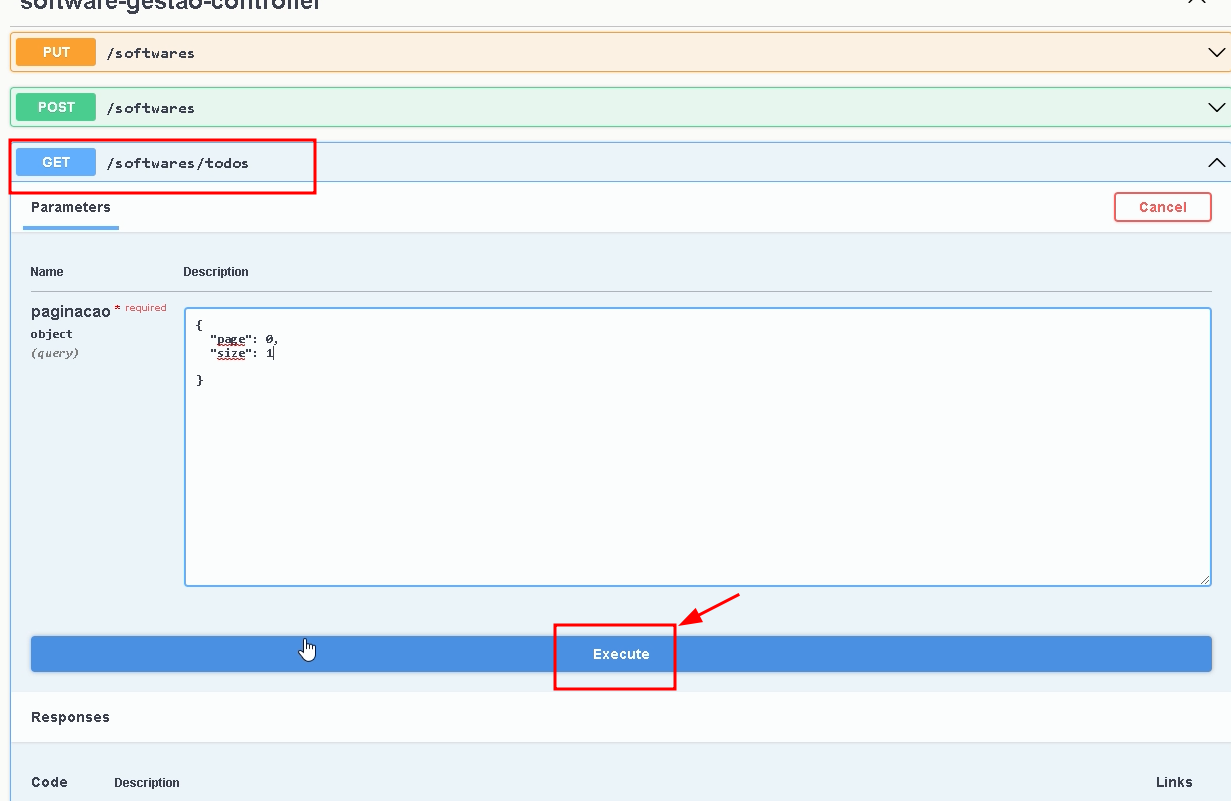 software-gestao-controller
PUT /softwares
POST /softwares
GET /softwares/todos
Parameters
Cancel
Name Description
paginacao * required
object
(query)
{
"page": 0,
"size": 1
}
Execute
Responses
Code Description Links